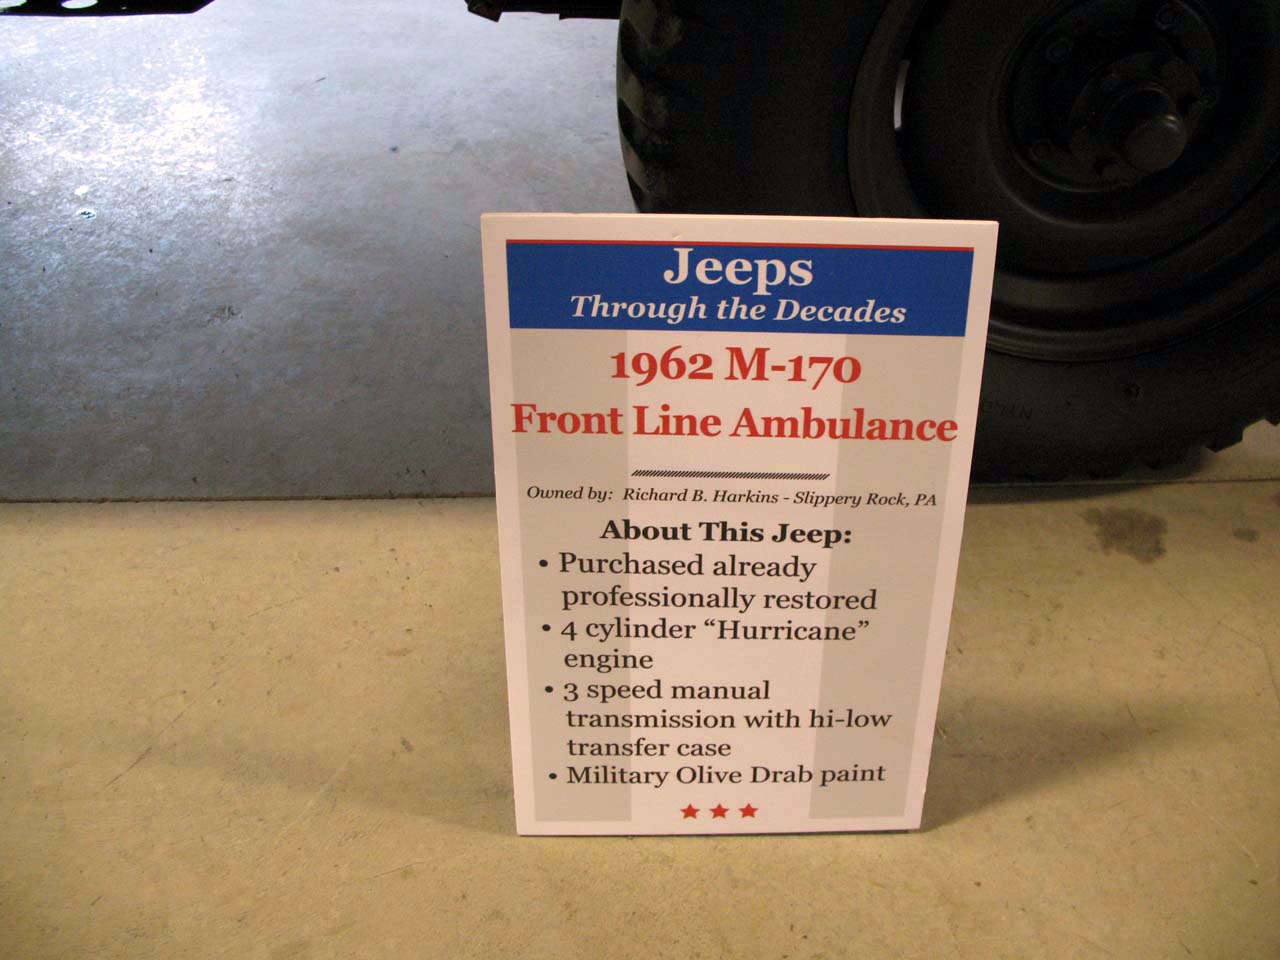 Jeeps
Through the Decades
1962 M-170
Front Line Ambulance
Owned by: Richard B. Harkins - Slippery Rock, PA
About This Jeep:
• Purchased already
professionally restored
• 4 cylinder “Hurricane”
engine
• 3 speed manual
transmission with hi-low
transfer case
• Military Olive Drab paint